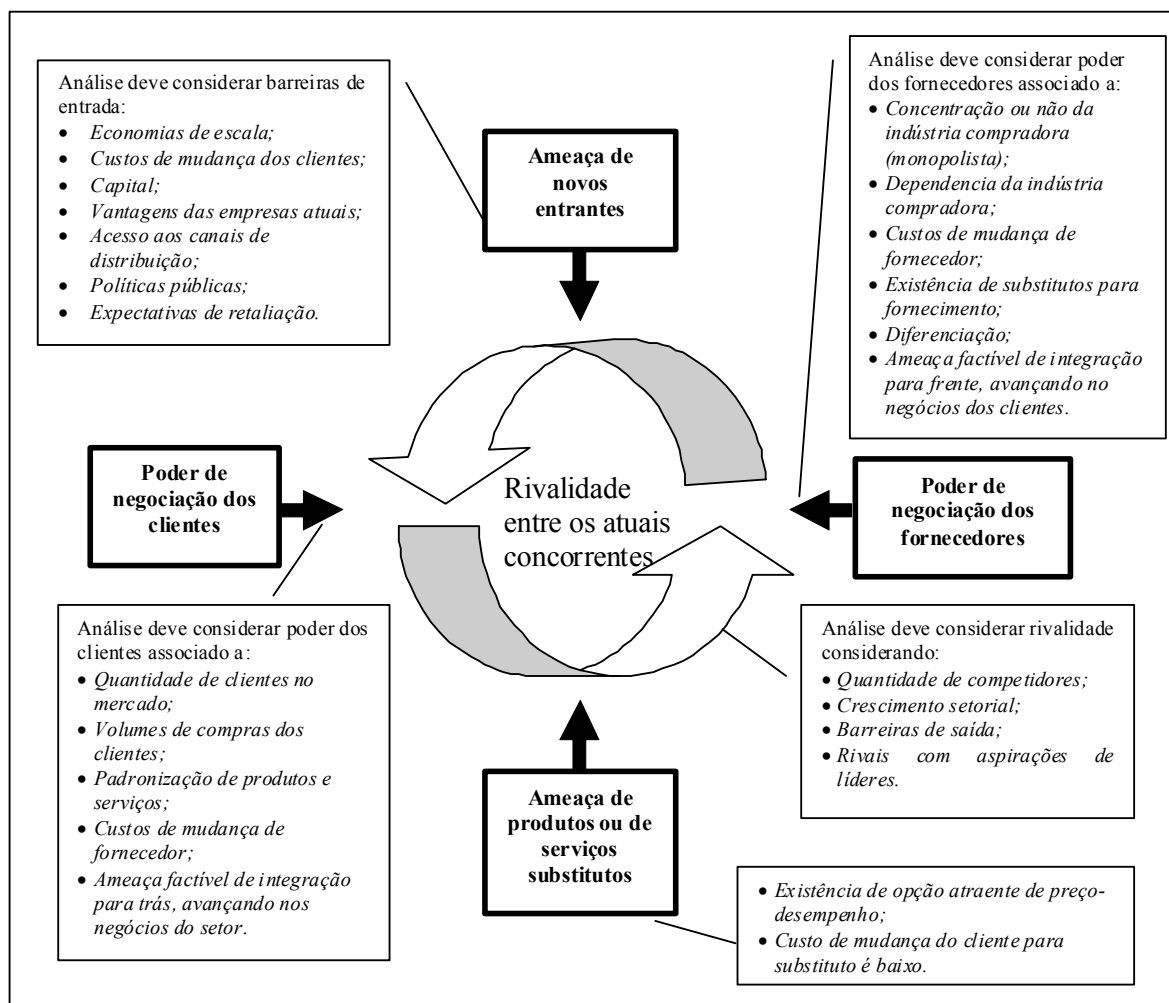 Análise deve considerar barreiras de
entrada:
• Economias de escala;
• Custos de mudança dos clientes;
• Capital;
• Vantagens das empresas atuais;
• Acesso aos canais de
distribuição;
• Políticas públicas;
• Expectativas de retaliação.
Ameaça de
novos
entrantes
Análise deve considerar poder
dos fornecedores associado a:
• Concentração ou não da
indústria compradora
(monopolista);
• Dependencia da indústria
compradora;
• Custos de mudança de
fornecedor;
• Existência de substitutos para
fornecimento;
• Diferenciação;
• Ameaça factível de integração
para frente, avançando no
negócios dos clientes.
Poder de
negociação dos
clientes
Rivalidade
entre os atuais
concorrentes
Poder de
negociação dos
fornecedores
Análise deve considerar poder dos
clientes associado a:
• Quantidade de clientes no
mercado;
• Volumes de compras dos
clientes;
• Padronização de produtos e
serviços;
• Custos de mudança de
fornecedor;
• Ameaça factível de integração
para trás, avançando nos
negócios do setor.
Análise deve considerar rivalidade
considerando:
• Quantidade de competidores;
• Crescimento setorial;
• Barreiras de saída;
• Rivais com aspirações de
líderes.
Ameaça de
produtos ou de
serviços
substitutos
• Existência de opção atraente de preço-
desempenho;
• Custo de mudança do cliente para
substituto é baixo.